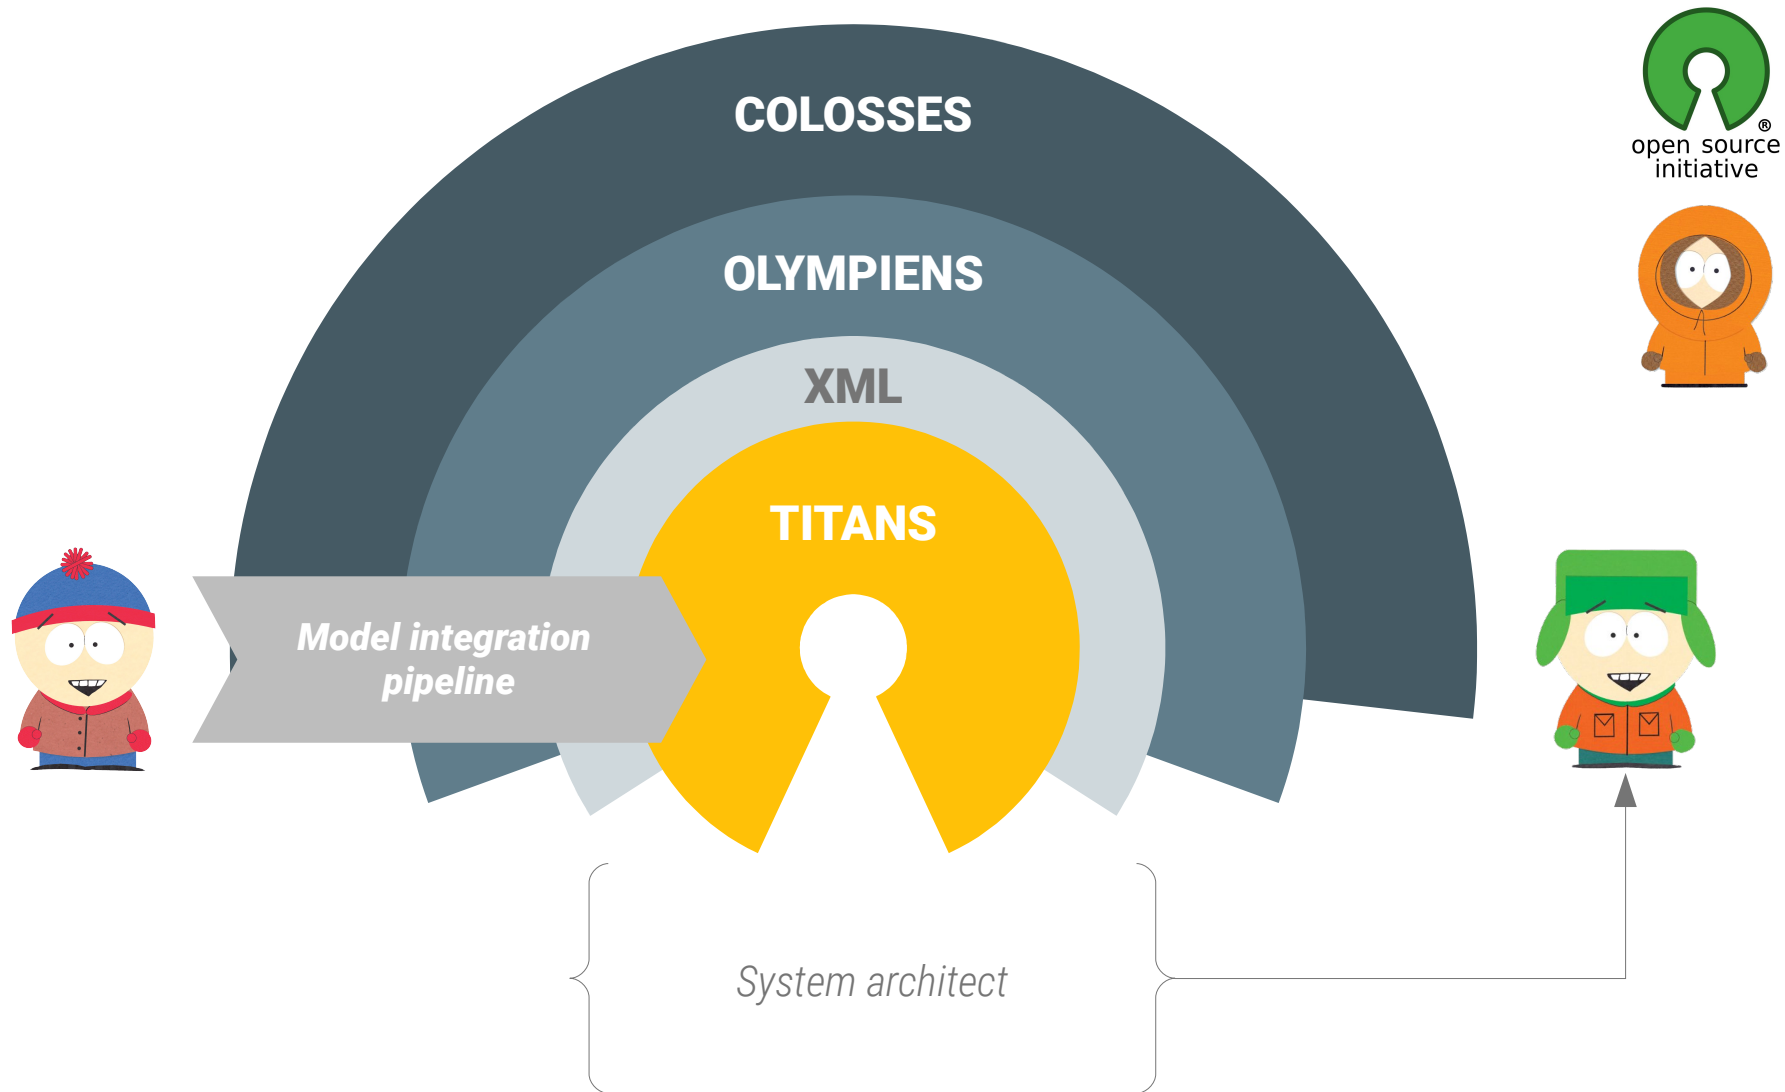 COLOSSES
®
open source
initiative
OLYMPIENS
XML
TITANS
Model integration
pipeline
System architect